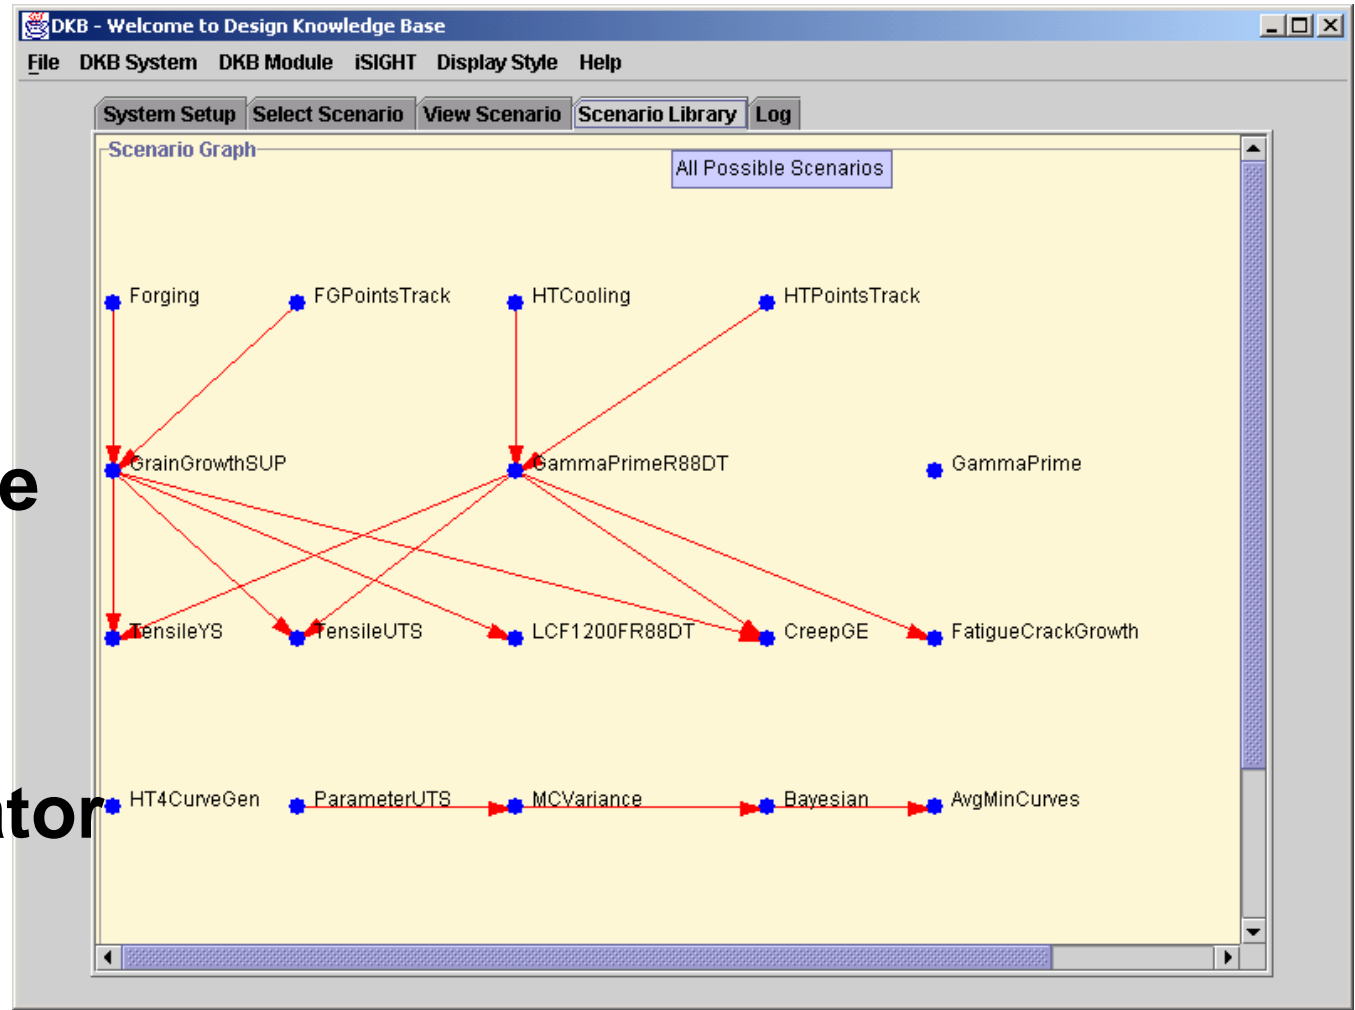 DKB - Welcome to Design Knowledge Base
File DKB System DKB Module iSIGHT Display Style Help
System Setup Select Scenario View Scenario Scenario Library Log
Scenario Graph
All Possible Scenarios
Forging FGPointsTrack HTCooling HTPointsTrack
GrainGrowthSUP GammaPrimeR88DT GammaPrime
e
TensileYS TensileUTS LCF1200FR88DT CreepGE FatigueCrackGrowth
HT4CurveGen ParameterUTS MCVariance Bayesian AvgMinCurves
ator